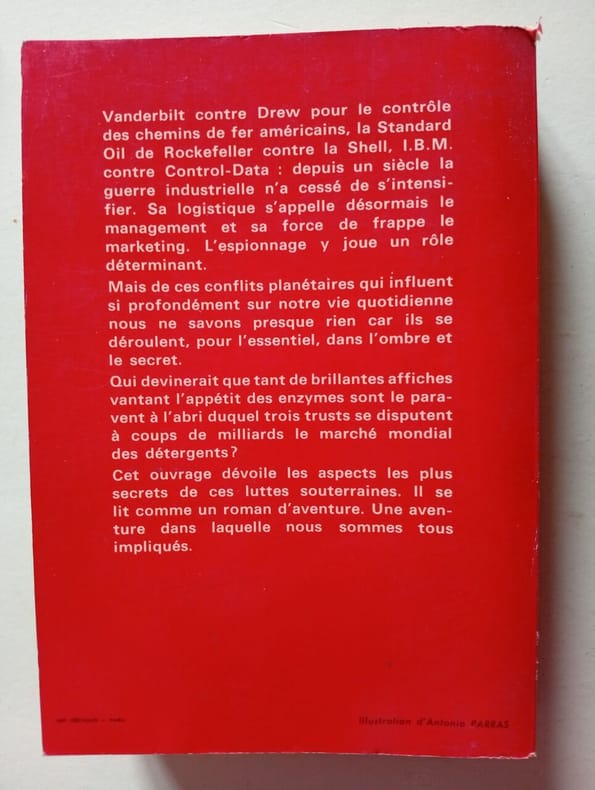 Vanderbilt contre Drew pour le contrôle
des chemins de fer américains, la Standard
Oil de Rockefeller contre la Shell, I.B.M.
contre Control-Data : depuis un siècle la
guerre industrielle n'a cessé de s'intensi-
fier. Sa logistique s'appelle désormais le
management et sa force de frappe le
marketing. L'espionnage y joue un rôle
déterminant.
Mais de ces conflits planétaires qui influent
si profondément sur notre vie quotidienne
nous ne savons presque rien car ils se
déroulent, pour l'essentiel, dans l'ombre et
le secret.
Qui devinerait que tant de brillantes affiches
vantant l'appétit des enzymes sont le para-
vent à l'abri duquel trois trusts se disputent
à coups de milliards le marché mondial
des détergents?
Cet ouvrage dévoile les aspects les plus
secrets de ces luttes souterraines. Il se
lit comme un roman d'aventure. Une aven-
ture dans laquelle nous sommes tous
impliqués.
Illustration d'Antonio PARRAS